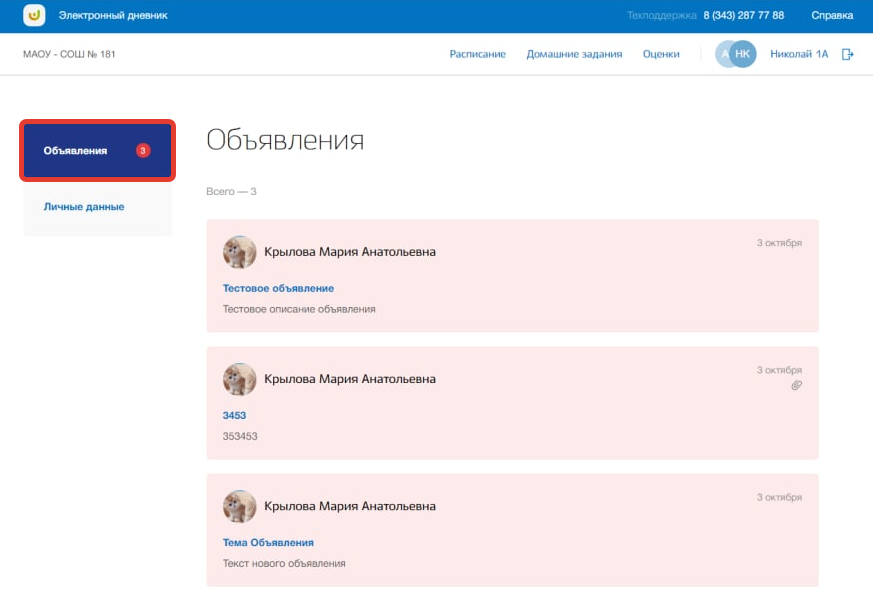 Электронный дневник
Техподдержка 8 (343) 287 77 88 Справка
МАОУ - СОШ № 181
Расписание Домашние задания Оценки А НК Николай 1А
Объявления 3
Личные данные
Объявления
Всего — 3
Крылова Мария Анатольевна
3 октября
Тестовое объявление
Тестовое описание объявления
Крылова Мария Анатольевна
3 октября
3453
353453
Крылова Мария Анатольевна
3 октября
Тема Объявления
Текст нового объявления